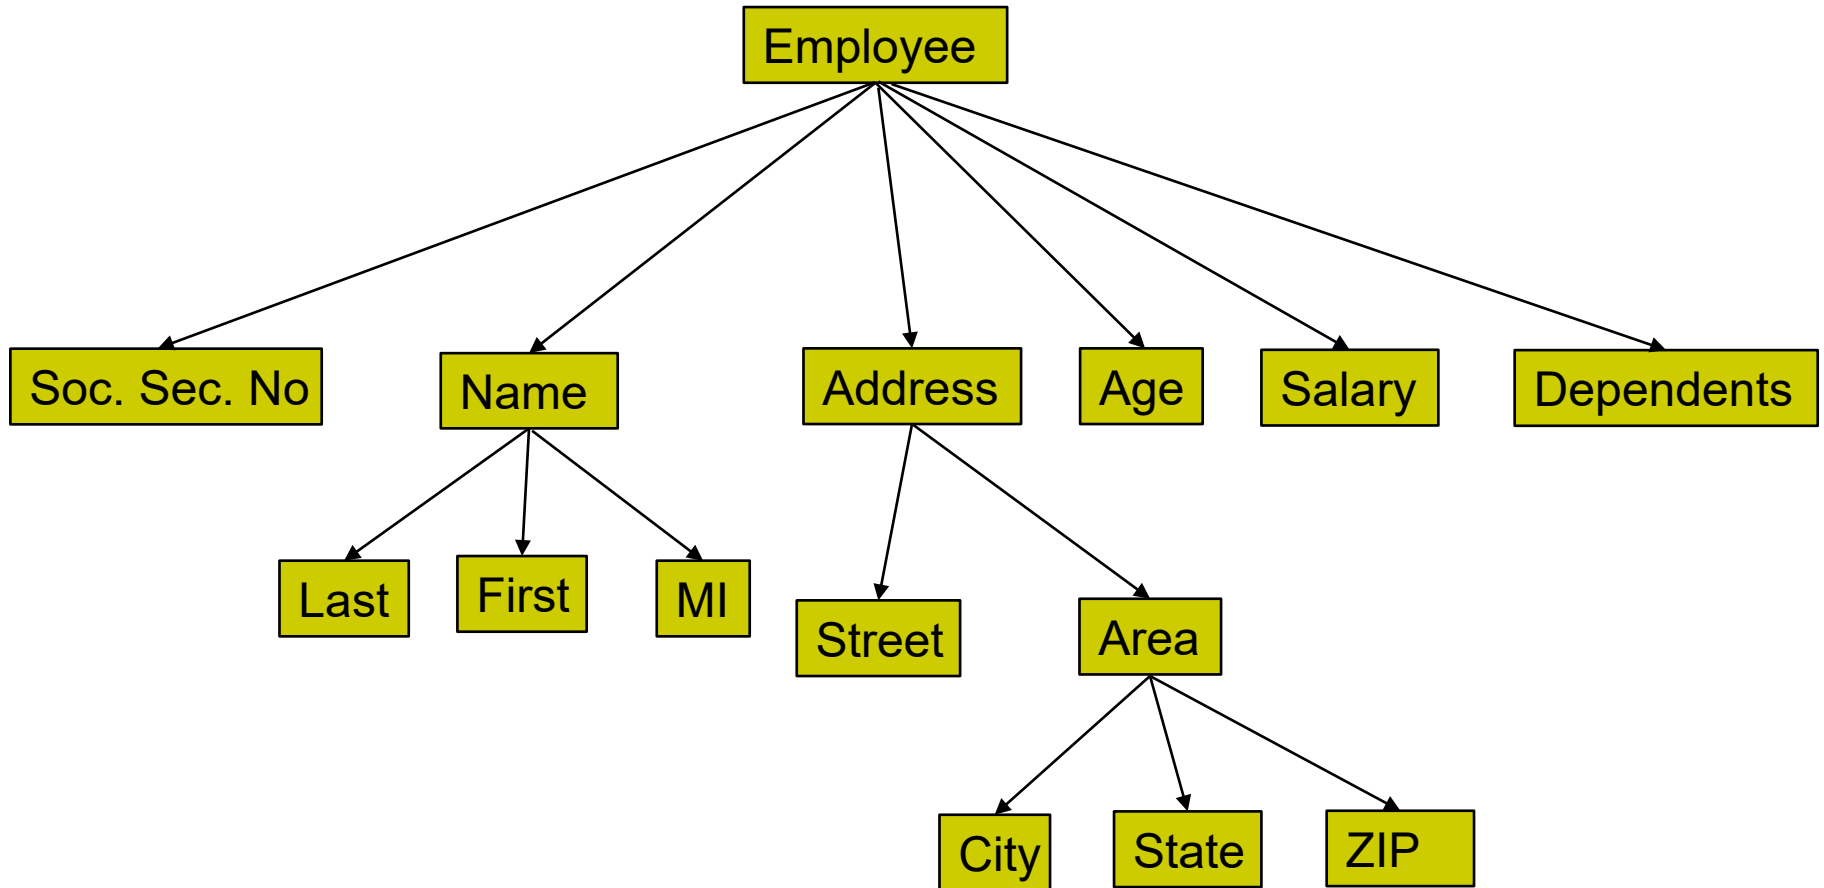 Employee
Soc. Sec. No
Name
Address
Age
Salary
Dependents
Last
First
MI
Street
Area
City
State
ZIP